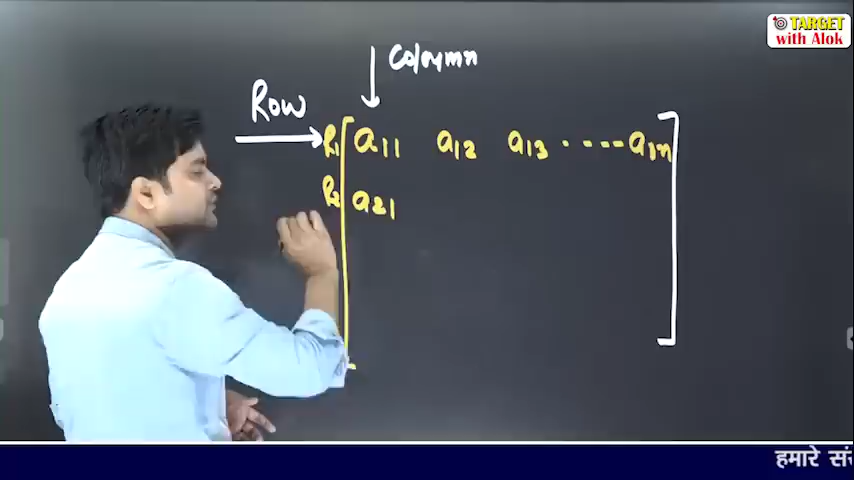 TARGET
with Alok
Column
Row
R1 a11 a12 a13 ---- a1n
R2 a21
हमारे सं